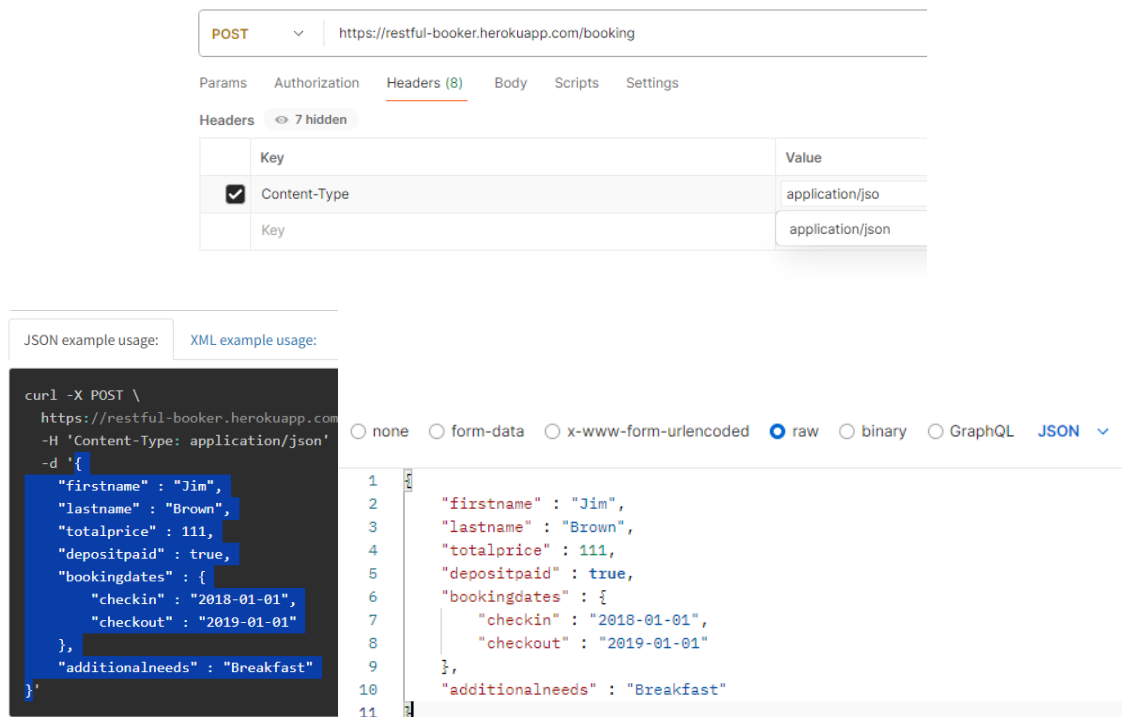 POST https://restful-booker.herokuapp.com/booking
Params Authorization Headers (8) Body Scripts Settings
Headers 7 hidden
Key Value
Content-Type application/jso
Key application/json
JSON example usage: XML example usage:
curl -X POST \
https://restful-booker.herokuapp.com
-H 'Content-Type: application/json'
-d '{
"firstname" : "Jim",
"lastname" : "Brown",
"totalprice" : 111,
"depositpaid" : true,
"bookingdates" : {
"checkin" : "2018-01-01",
"checkout" : "2019-01-01"
},
"additionalneeds" : "Breakfast"
}'
none form-data x-www-form-urlencoded raw binary GraphQL JSON
1 {
2 "firstname" : "Jim",
3 "lastname" : "Brown",
4 "totalprice" : 111,
5 "depositpaid" : true,
6 "bookingdates" : {
7 "checkin" : "2018-01-01",
8 "checkout" : "2019-01-01"
9 },
10 "additionalneeds" : "Breakfast"
11 }